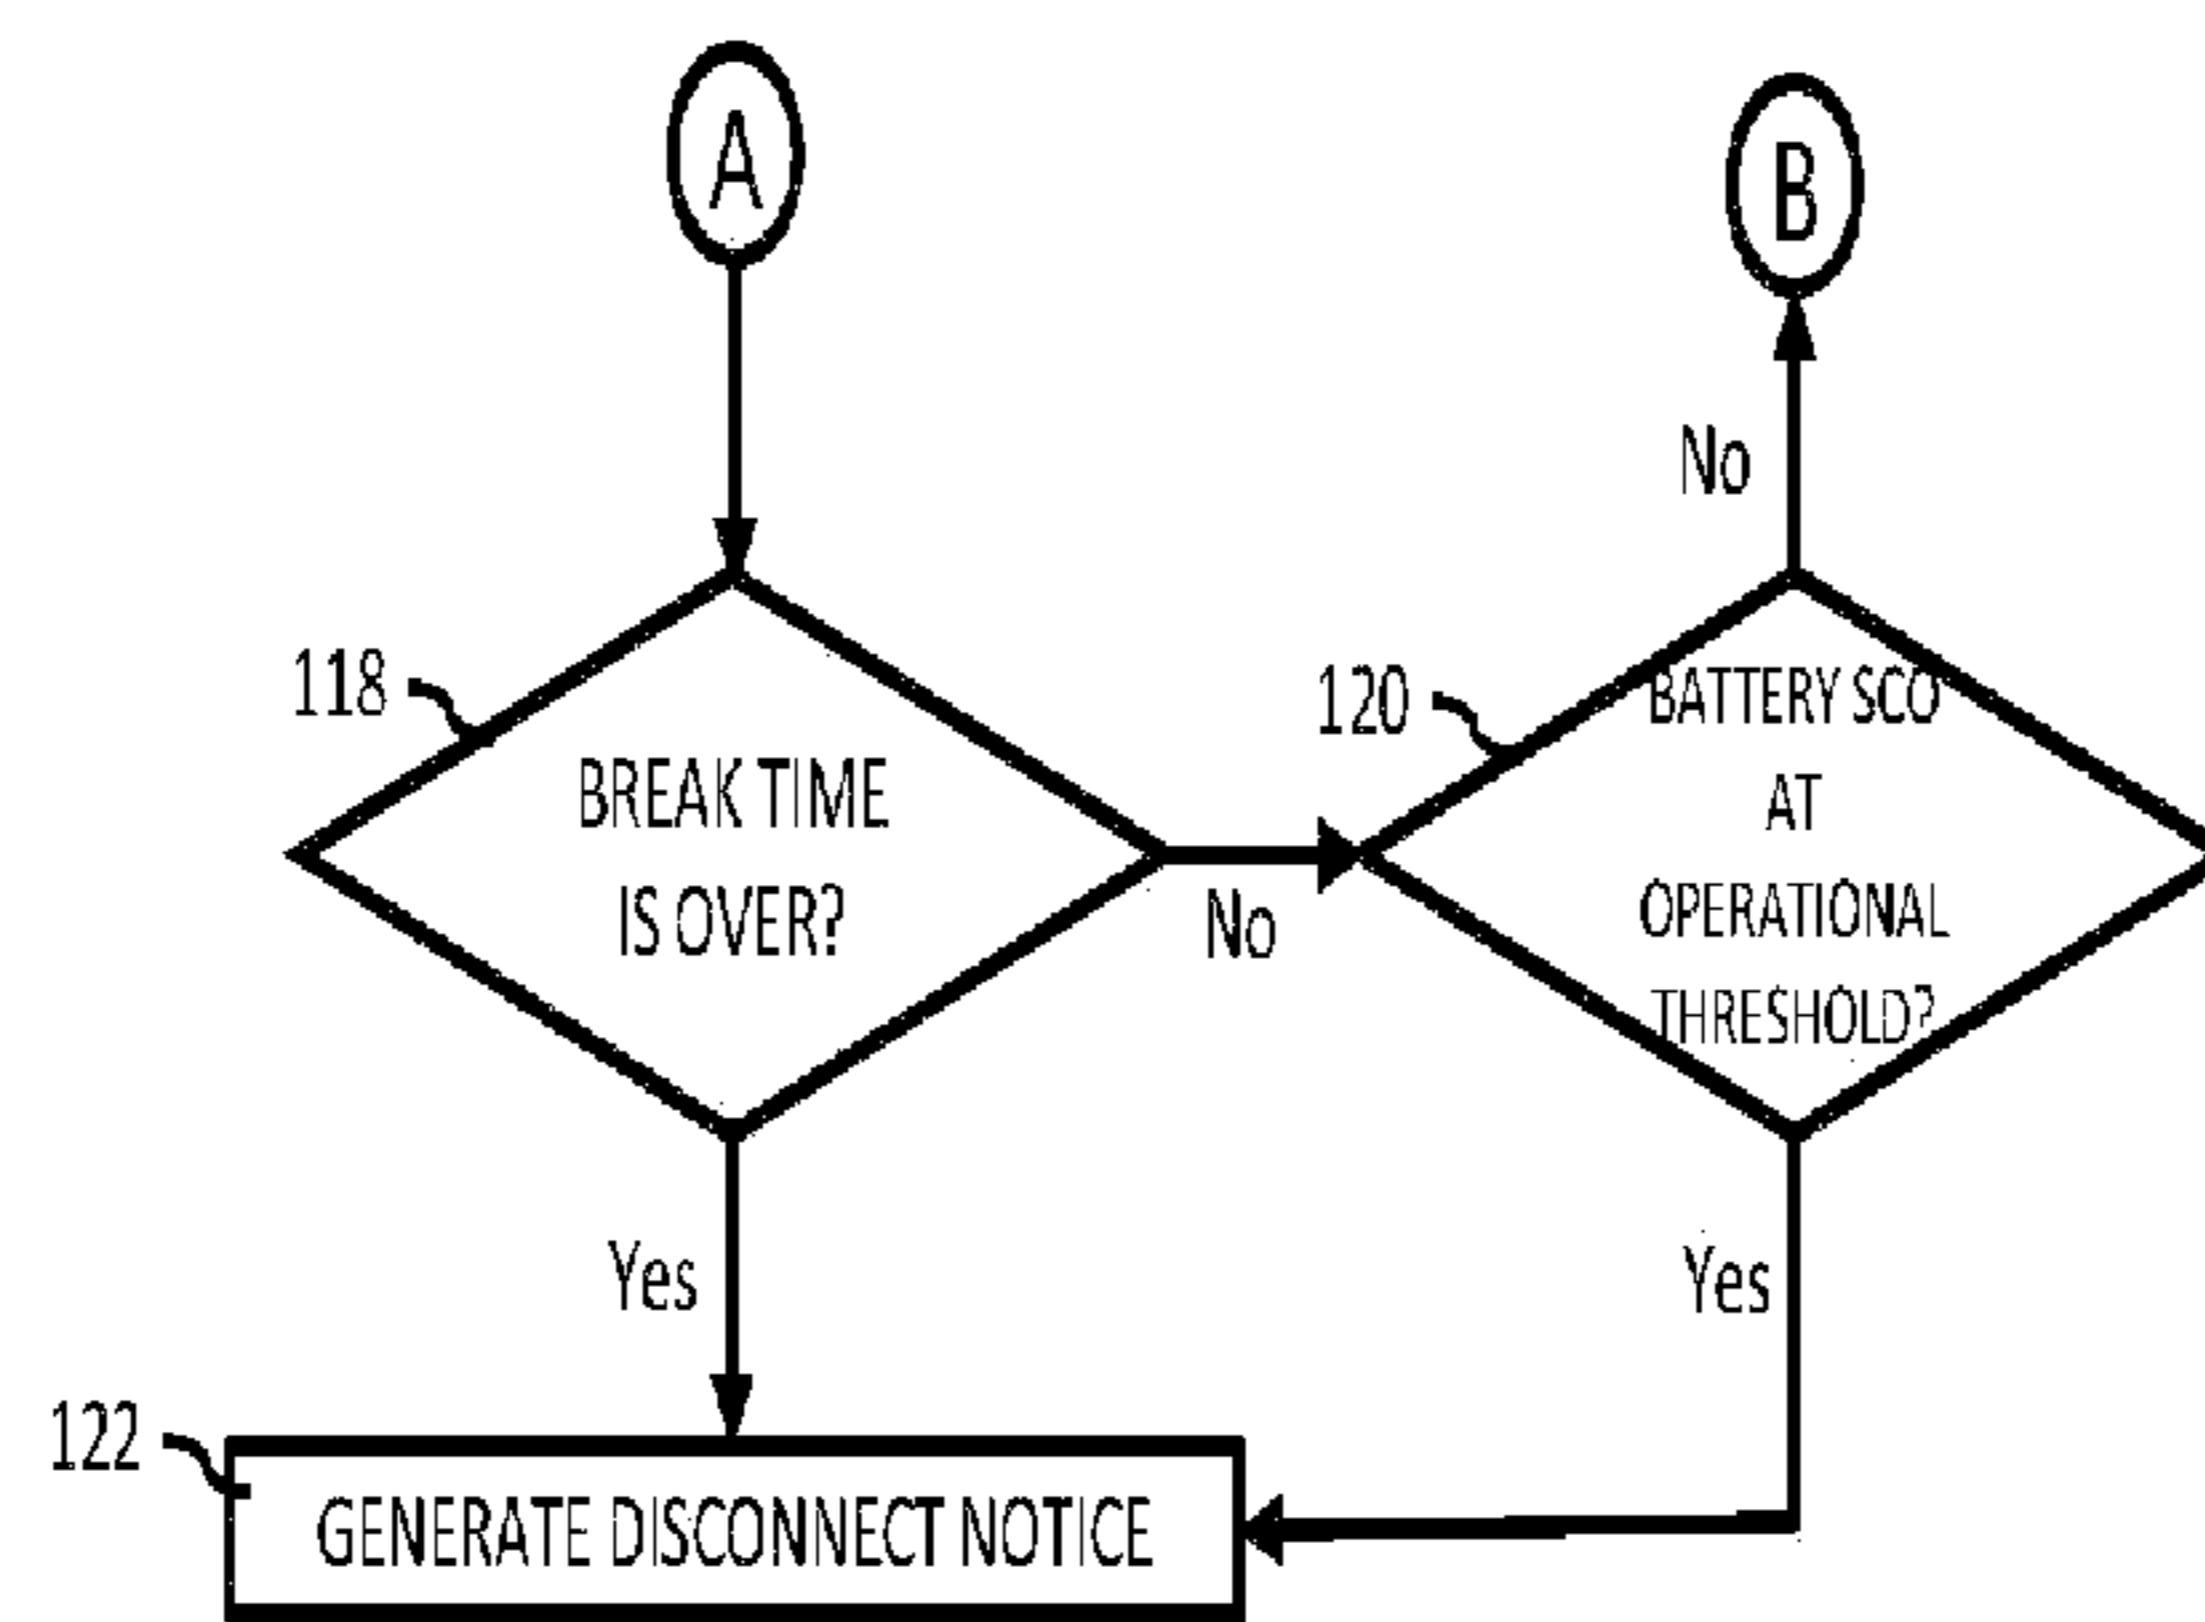 A
B
No
118
BREAK TIME
IS OVER?
No
120
BATTERY SCO
AT
OPERATIONAL
THRESHOLD?
Yes
Yes
122
GENERATE DISCONNECT NOTICE